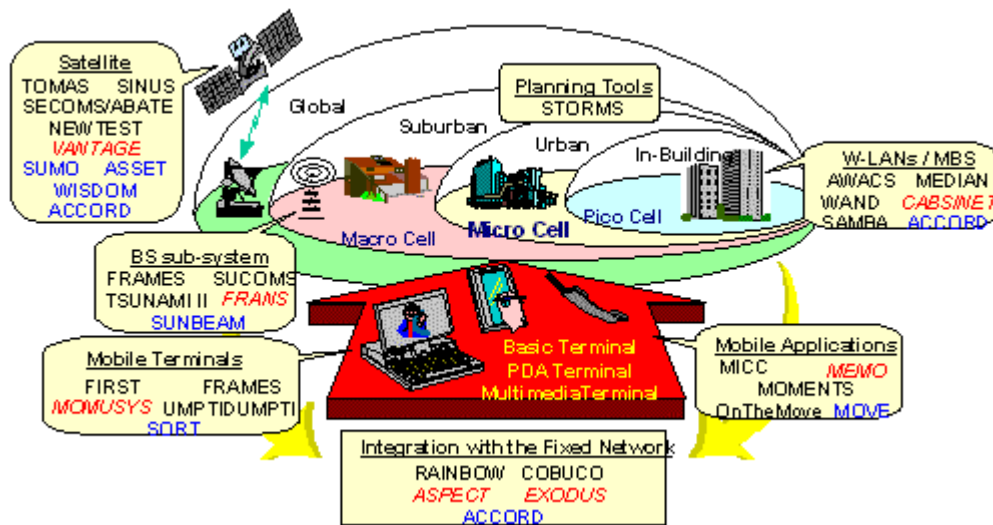 Satellite
TOMAS SINUS
SECOMS/ABATE
NEWTEST
VANTAGE
SUMO ASSET
WISDOM
ACCORD
Global
Suburban
Urban
In-Building
Planning Tools
STORMS
W-LANs / MBS
AWACS MEDIAN
WAND CABSINET
SAMBA ACCORD
Macro Cell
Micro Cell
Pico Cell
BS sub-system
FRAMES SUCOMS
TSUNAMI II FRANS
SUNBEAM
Mobile Terminals
FIRST FRAMES
MOMUSYS UMPTIDUMPTI
SORT
Basic Terminal
PDA Terminal
MultimediaTerminal
Mobile Applications
MICC MEMO
MOMENTS
OnTheMove MOVE
Integration with the Fixed Network
RAINBOW COBUCO
ASPECT EXODUS
ACCORD